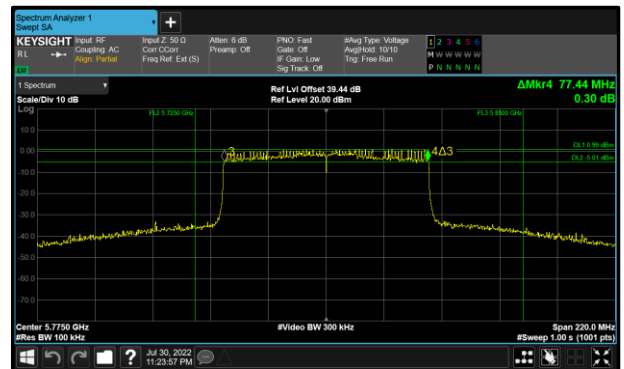 Spectrum Analyzer 1
Swept SA
+
KEYSIGHT
RL
Input: RF
Coupling: AC
Align: Partial
Input Z: 50 Ω
Corr CCorr
Freq Ref: Ext (S)
Atten: 6 dB
Preamp: Off
PNO: Fast
Gate: Off
IF Gain: Low
Sig Track: Off
#Avg Type: Voltage
Avg|Hold: 10/10
Trig: Free Run
1 2 3 4 5 6
M W W W W W
P N N N N N
1 Spectrum
Scale/Div 10 dB
Ref Lvl Offset 39.44 dB
Ref Level 20.00 dBm
ΔMkr4 77.44 MHz
0.30 dB
Log
FL2 5.7250 GHz
FL3 5.8500 GHz
10.0
0.00
-10.0
-20.0
-30.0
-40.0
-50.0
-60.0
-70.0
3
4Δ3
DL1 0.99 dBm
DL2 -5.01 dBm
Center 5.7750 GHz
#Res BW 100 kHz
#Video BW 300 kHz
Span 220.0 MHz
#Sweep 1.00 s (1001 pts)
?
Jul 30, 2022
11:23:57 PM